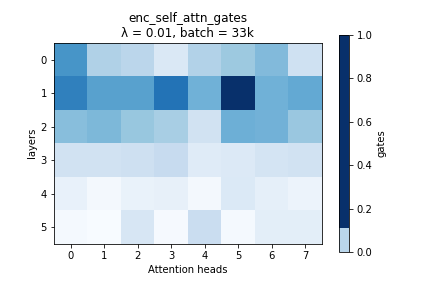 enc_self_attn_gates
λ = 0.01, batch = 33k
layers
0
1
2
3
4
5
0 1 2 3 4 5 6 7
Attention heads
1.0
0.8
0.6
0.4
0.2
0.0
gates